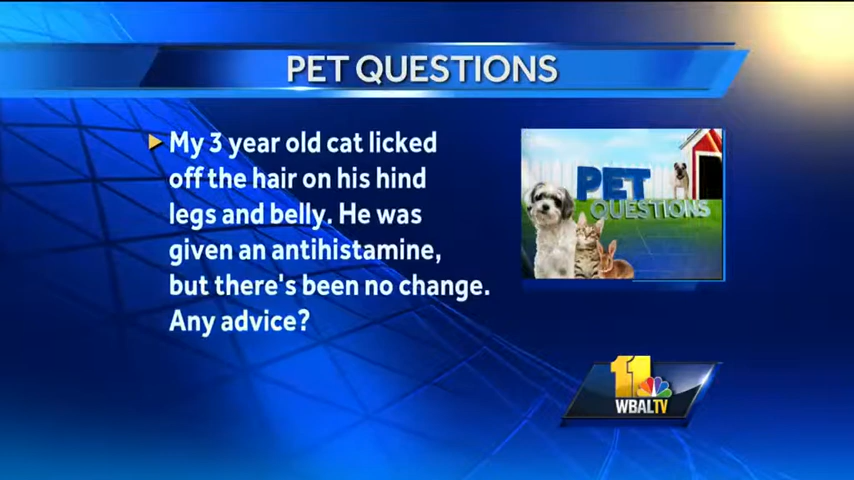 PET QUESTIONS
My 3 year old cat licked
off the hair on his hind
legs and belly. He was
given an antihistamine,
but there's been no change.
Any advice?
PET
QUESTIONS
11
WBALTV